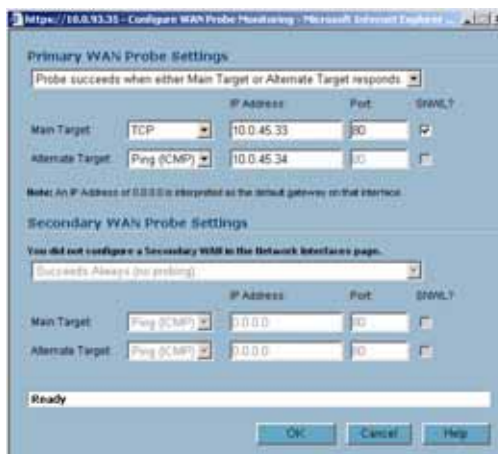 https://10.0.93.35 - Configure WAN Probe Monitoring - Microsoft Internet Explorer ...
Primary WAN Probe Settings
Probe succeeds when either Main Target or Alternate Target responds
IP Address Port SNWL?
Main Target: TCP 10.0.45.33 80
Alternate Target: Ping (ICMP) 10.0.45.34 80
Note: An IP Address of 0.0.0.0 is interpreted as the default gateway on that interface.
Secondary WAN Probe Settings
You did not configure a Secondary WAN in the Network Interfaces page.
Succeeds Always (no probing)
IP Address Port SNWL?
Main Target: Ping (ICMP) 0.0.0.0 80
Alternate Target: Ping (ICMP) 0.0.0.0 80
Ready
OK Cancel Help